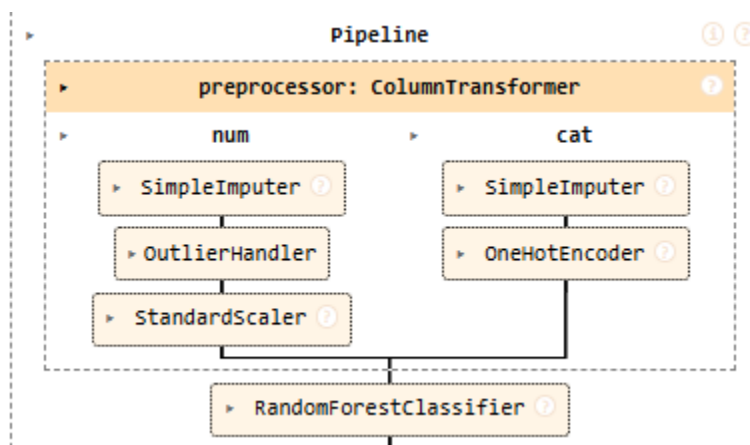 Pipeline
preprocessor: ColumnTransformer
num cat
SimpleImputer ? SimpleImputer ?
OutlierHandler OneHotEncoder ?
StandardScaler ?
RandomForestClassifier ?